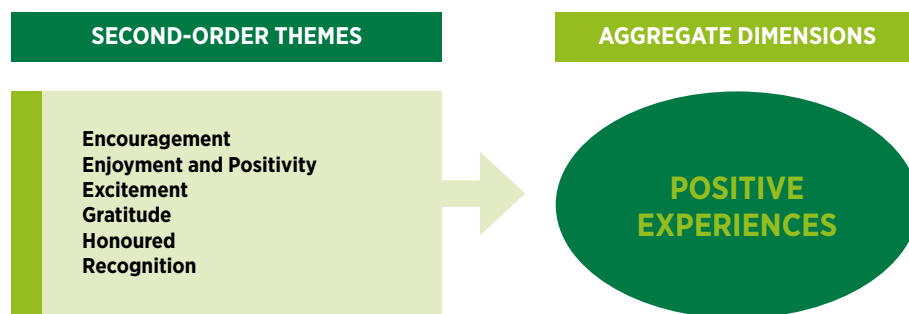 SECOND-ORDER THEMES
AGGREGATE DIMENSIONS
Encouragement
Enjoyment and Positivity
Excitement
Gratitude
Honoured
Recognition
POSITIVE
EXPERIENCES